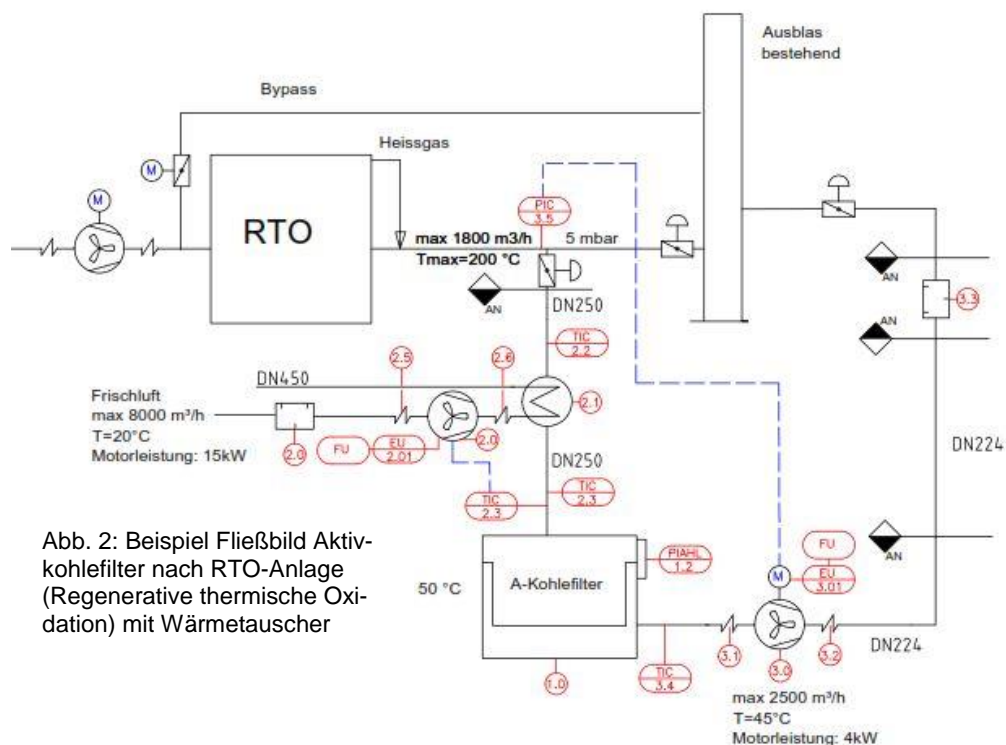 Ausblas
bestehend
Bypass
Heissgas
M
M
RTO
PIC
3.5
max 1800 m3/h
5 mbar
Tmax=200 °C
AN
DN250
AN
3.3
AN
TIC
2.2
2.5
2.6
DN450
2.1
Frischluft
max 8000 m³/h
T=20°C
Motorleistung: 15kW
2.0
FU
EU
2.01
2.0
DN250
DN224
TIC
2.3
TIC
2.3
Abb. 2: Beispiel Fließbild Aktiv-
kohlefilter nach RTO-Anlage
(Regenerative thermische Oxi-
dation) mit Wärmetauscher
50 °C
A-Kohlefilter
PIAHL
1.2
AN
FU
M
EU
3.01
1.0
TIC
3.4
3.1
3.0
3.2
DN224
max 2500 m³/h
T=45°C
Motorleistung: 4kW